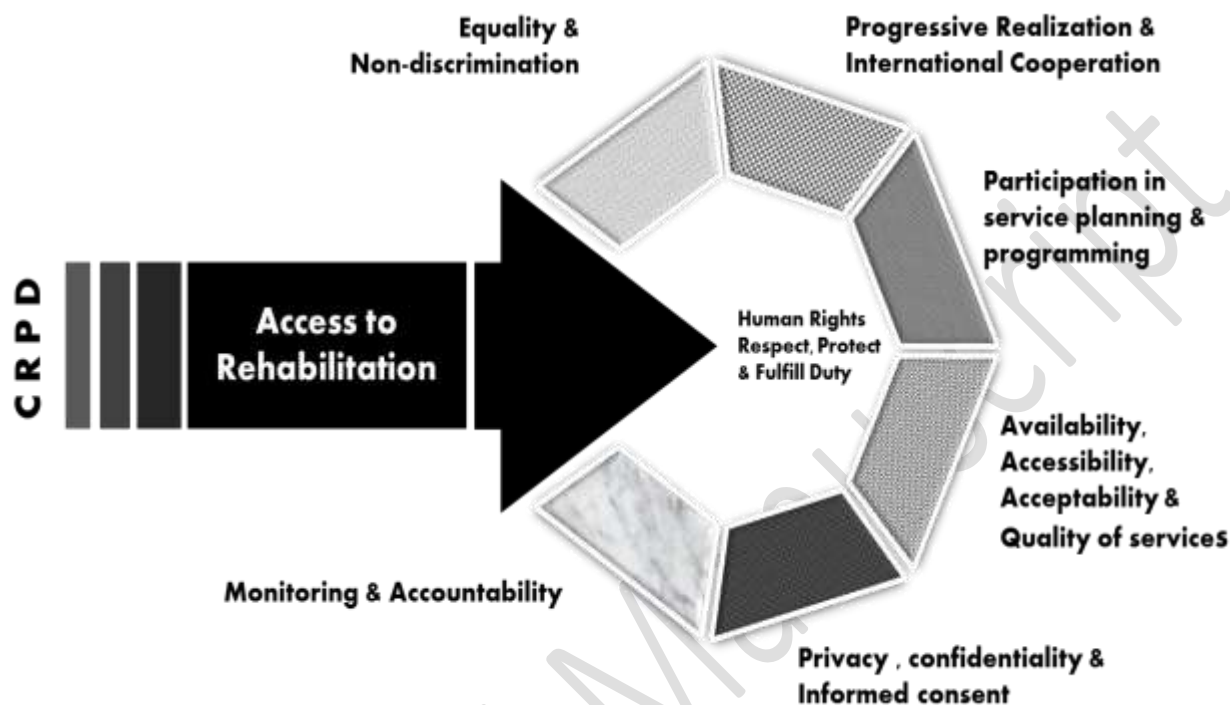 Equality &
Non-discrimination
Progressive Realization &
International Cooperation
Participation in
service planning &
programming
CRPD
Access to
Rehabilitation
Human Rights
Respect, Protect
& Fulfill Duty
Availability,
Accessibility,
Acceptability &
Quality of services
Monitoring & Accountability
Privacy , confidentiality &
Informed consent
Manuscript